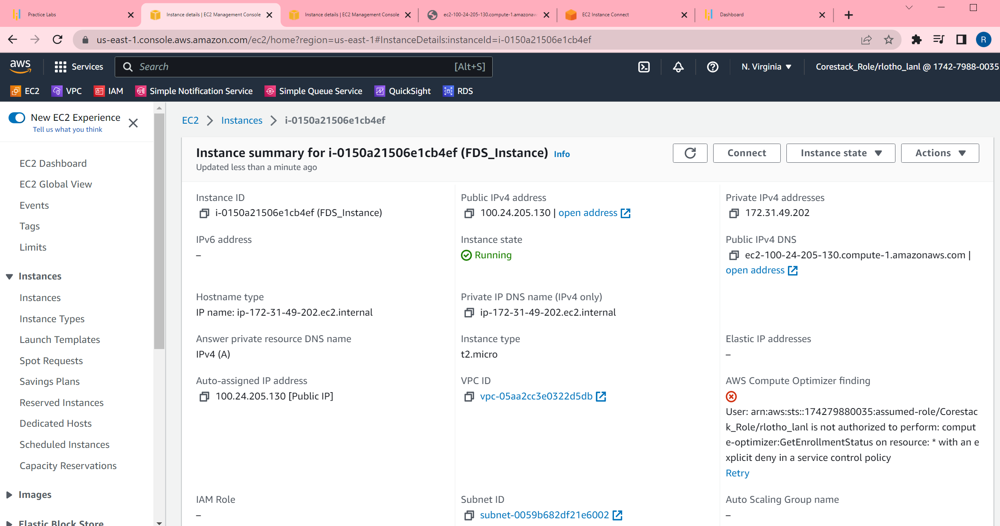 Practice Labs
Instance details | EC2 Management Console
Instance details | EC2 Management Console
ec2-100-24-205-130.compute-1.amazonaw
EC2 Instance Connect
Dashboard
us-east-1.console.aws.amazon.com/ec2/home?region=us-east-1#InstanceDetails:instanceId=i-0150a21506e1cb4ef
R
aws
Services
Search
[Alt+S]
N. Virginia
Corestack_Role/rlotho_lanl @ 1742-7988-0035
EC2
VPC
IAM
Simple Notification Service
Simple Queue Service
QuickSight
RDS
New EC2 Experience
Tell us what you think
EC2 Dashboard
EC2 Global View
Events
Tags
Limits
Instances
Instances
Instance Types
Launch Templates
Spot Requests
Savings Plans
Reserved Instances
Dedicated Hosts
Scheduled Instances
Capacity Reservations
Images
Elastic Block Store
EC2 > Instances > i-0150a21506e1cb4ef
Instance summary for i-0150a21506e1cb4ef (FDS_Instance) Info
Updated less than a minute ago
Connect
Instance state
Actions
Instance ID
i-0150a21506e1cb4ef (FDS_Instance)
Public IPv4 address
100.24.205.130 | open address
Private IPv4 addresses
172.31.49.202
IPv6 address
–
Instance state
Running
Public IPv4 DNS
ec2-100-24-205-130.compute-1.amazonaws.com |
open address
Hostname type
IP name: ip-172-31-49-202.ec2.internal
Private IP DNS name (IPv4 only)
ip-172-31-49-202.ec2.internal
Answer private resource DNS name
IPv4 (A)
Instance type
t2.micro
Elastic IP addresses
–
Auto-assigned IP address
100.24.205.130 [Public IP]
VPC ID
vpc-05aa2cc3e0322d5db
AWS Compute Optimizer finding
User: arn:aws:sts::174279880035:assumed-role/Corestac
k_Role/rlotho_lanl is not authorized to perform: comput
e-optimizer:GetEnrollmentStatus on resource: * with an e
xplicit deny in a service control policy
Retry
IAM Role
–
Subnet ID
subnet-0059b682df21e6002
Auto Scaling Group name
–